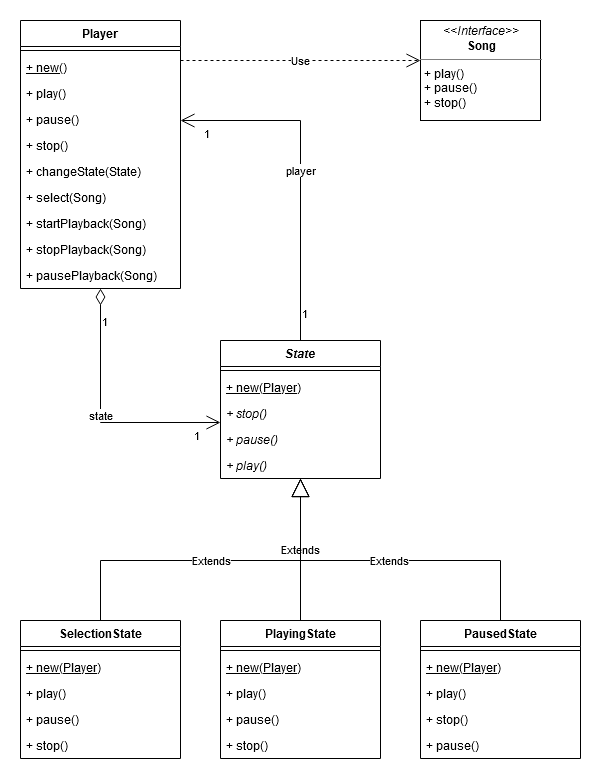 Player
+ new()
+ play()
+ pause()
+ stop()
+ changeState(State)
+ select(Song)
+ startPlayback(Song)
+ stopPlayback(Song)
+ pausePlayback(Song)
Use
<<Interface>>
Song
+ play()
+ pause()
+ stop()
1
player
1
1
state
1
State
+ new(Player)
+ stop()
+ pause()
+ play()
Extends
Extends
Extends
SelectionState
+ new(Player)
+ play()
+ pause()
+ stop()
PlayingState
+ new(Player)
+ play()
+ pause()
+ stop()
PausedState
+ new(Player)
+ play()
+ stop()
+ pause()